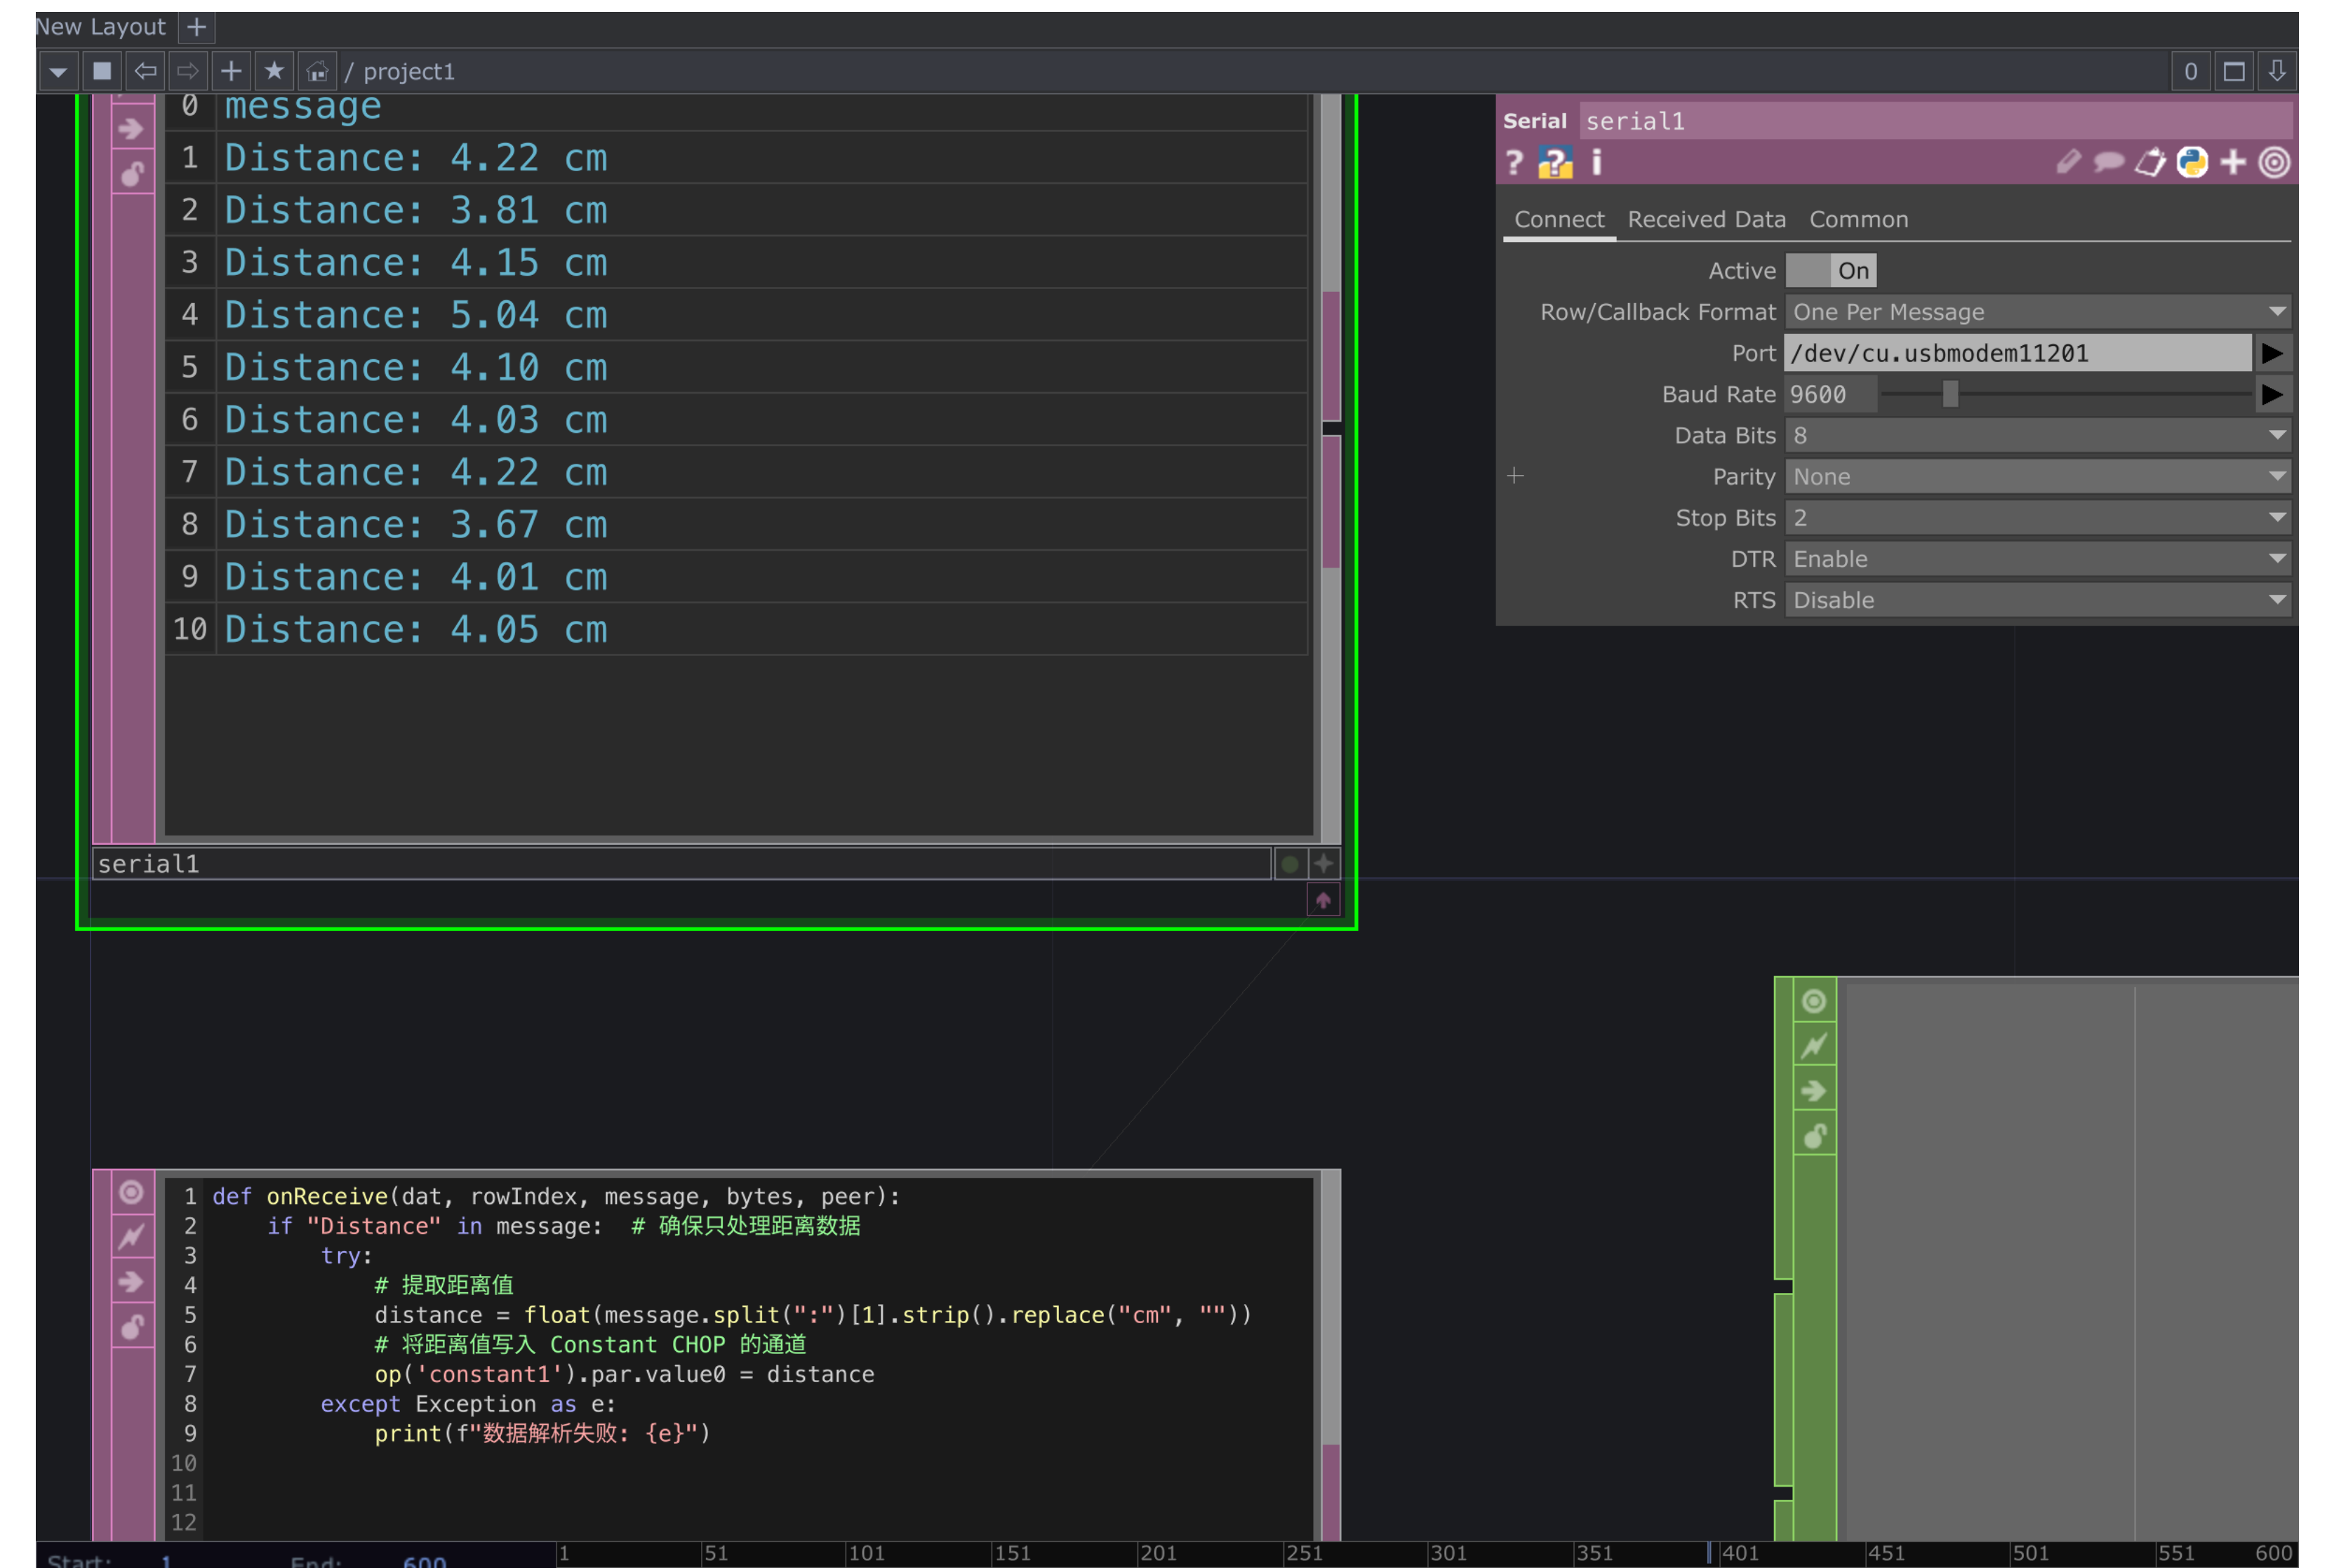 New Layout +
/ project1 0
0 message
1 Distance: 4.22 cm
2 Distance: 3.81 cm
3 Distance: 4.15 cm
4 Distance: 5.04 cm
5 Distance: 4.10 cm
6 Distance: 4.03 cm
7 Distance: 4.22 cm
8 Distance: 3.67 cm
9 Distance: 4.01 cm
10 Distance: 4.05 cm
serial1
Serial serial1
Connect Received Data Common
Active On
Row/Callback Format One Per Message
Port /dev/cu.usbmodem11201
Baud Rate 9600
Data Bits 8
Parity None
Stop Bits 2
DTR Enable
RTS Disable
1 def onReceive(dat, rowIndex, message, bytes, peer):
2 if "Distance" in message: # 确保只处理距离数据
3 try:
4 # 提取距离值
5 distance = float(message.split(":")[1].strip().replace("cm", ""))
6 # 将距离值写入 Constant CHOP 的通道
7 op('constant1').par.value0 = distance
8 except Exception as e:
9 print(f"数据解析失败: {e}")
10
11
12
Start: 1 End: 600 1 51 101 151 201 251 301 351 401 451 501 551 600